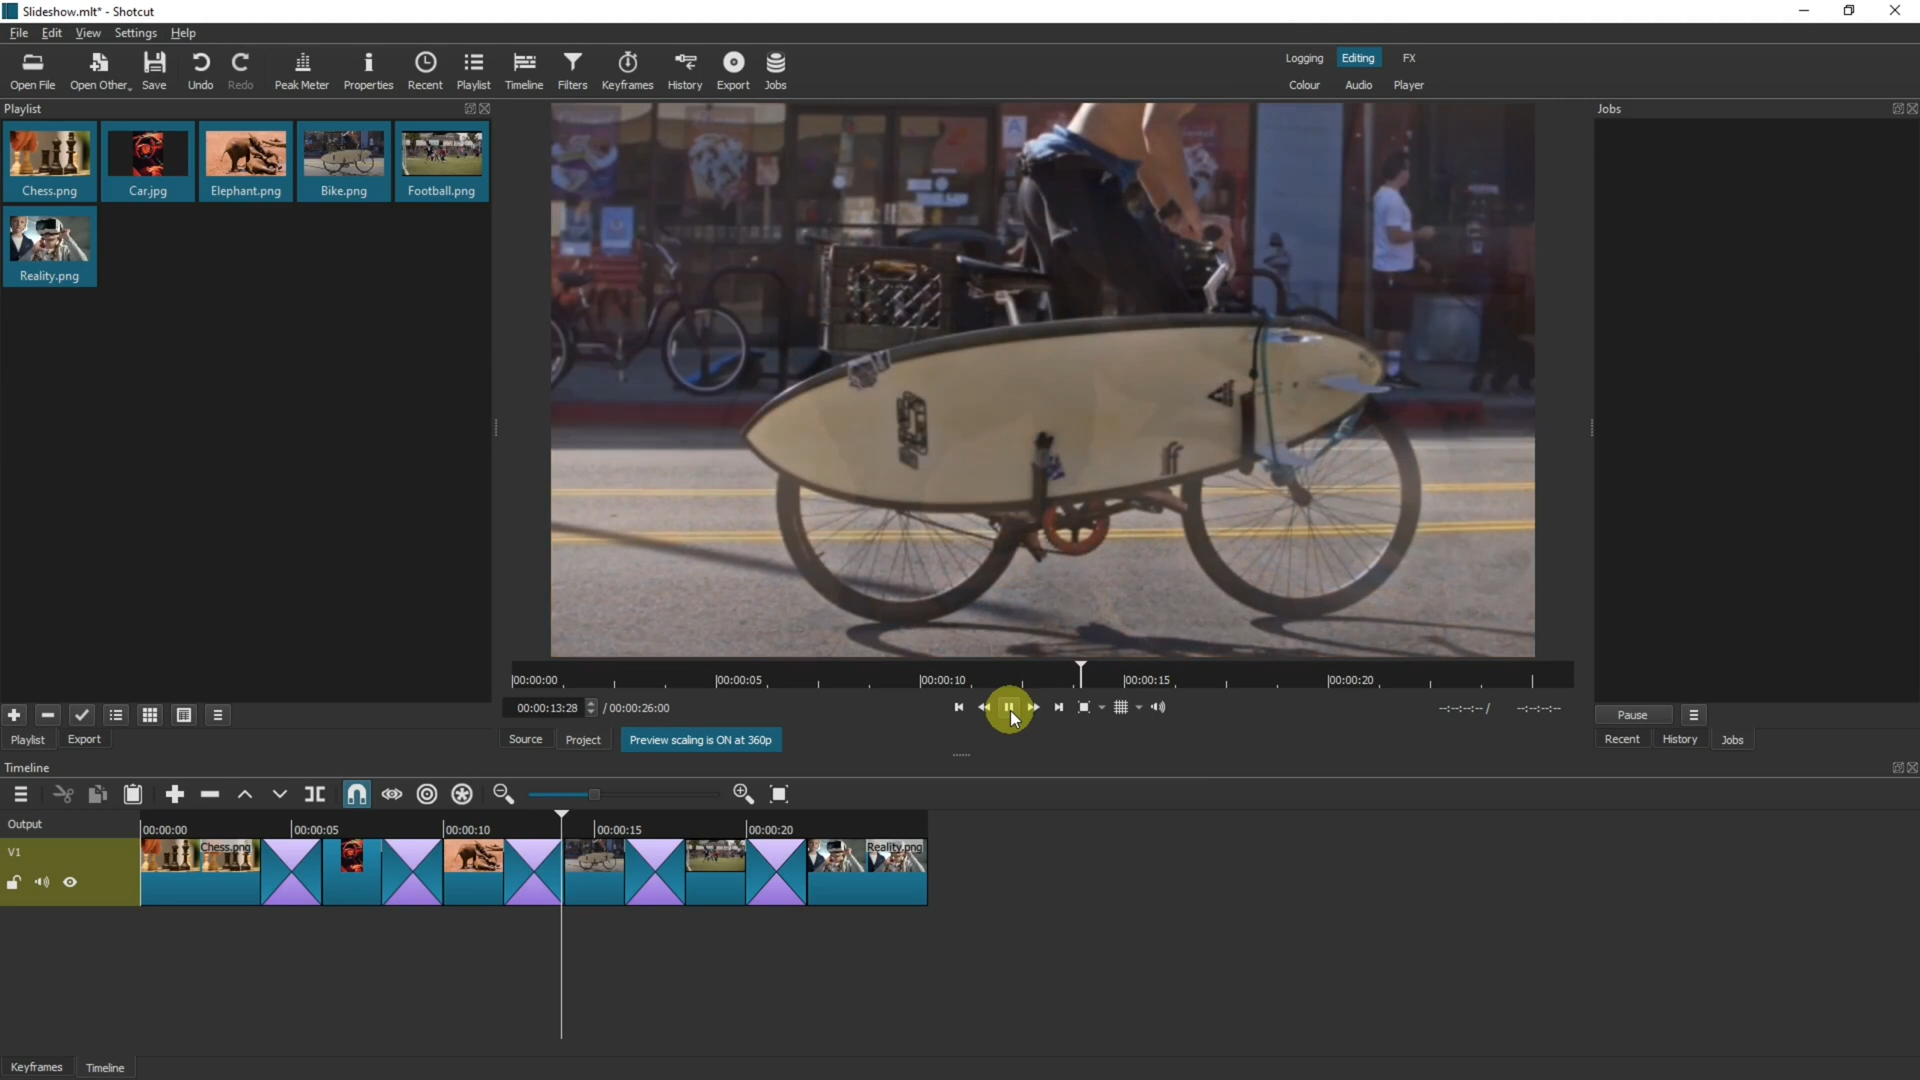 Slideshow.mlt* - Shotcut
File Edit View Settings Help
Open File Open Other... Save Undo Redo Peak Meter Properties Recent Playlist Timeline Filters Keyframes History Export Jobs
Logging Editing FX
Colour Audio Player
Playlist
Jobs
Chess.png Car.jpg Elephant.png Bike.png Football.png
Reality.png
00:00:00 00:00:05 00:00:10 00:00:15 00:00:20
00:00:13:28 / 00:00:26:00
--:--:--:-- / --:--:--:--
Pause
Playlist Export
Source Project Preview scaling is ON at 360p
Recent History Jobs
Timeline
Output
00:00:00 00:00:05 00:00:10 00:00:15 00:00:20
V1
Chess.png
Reality.png
Keyframes Timeline